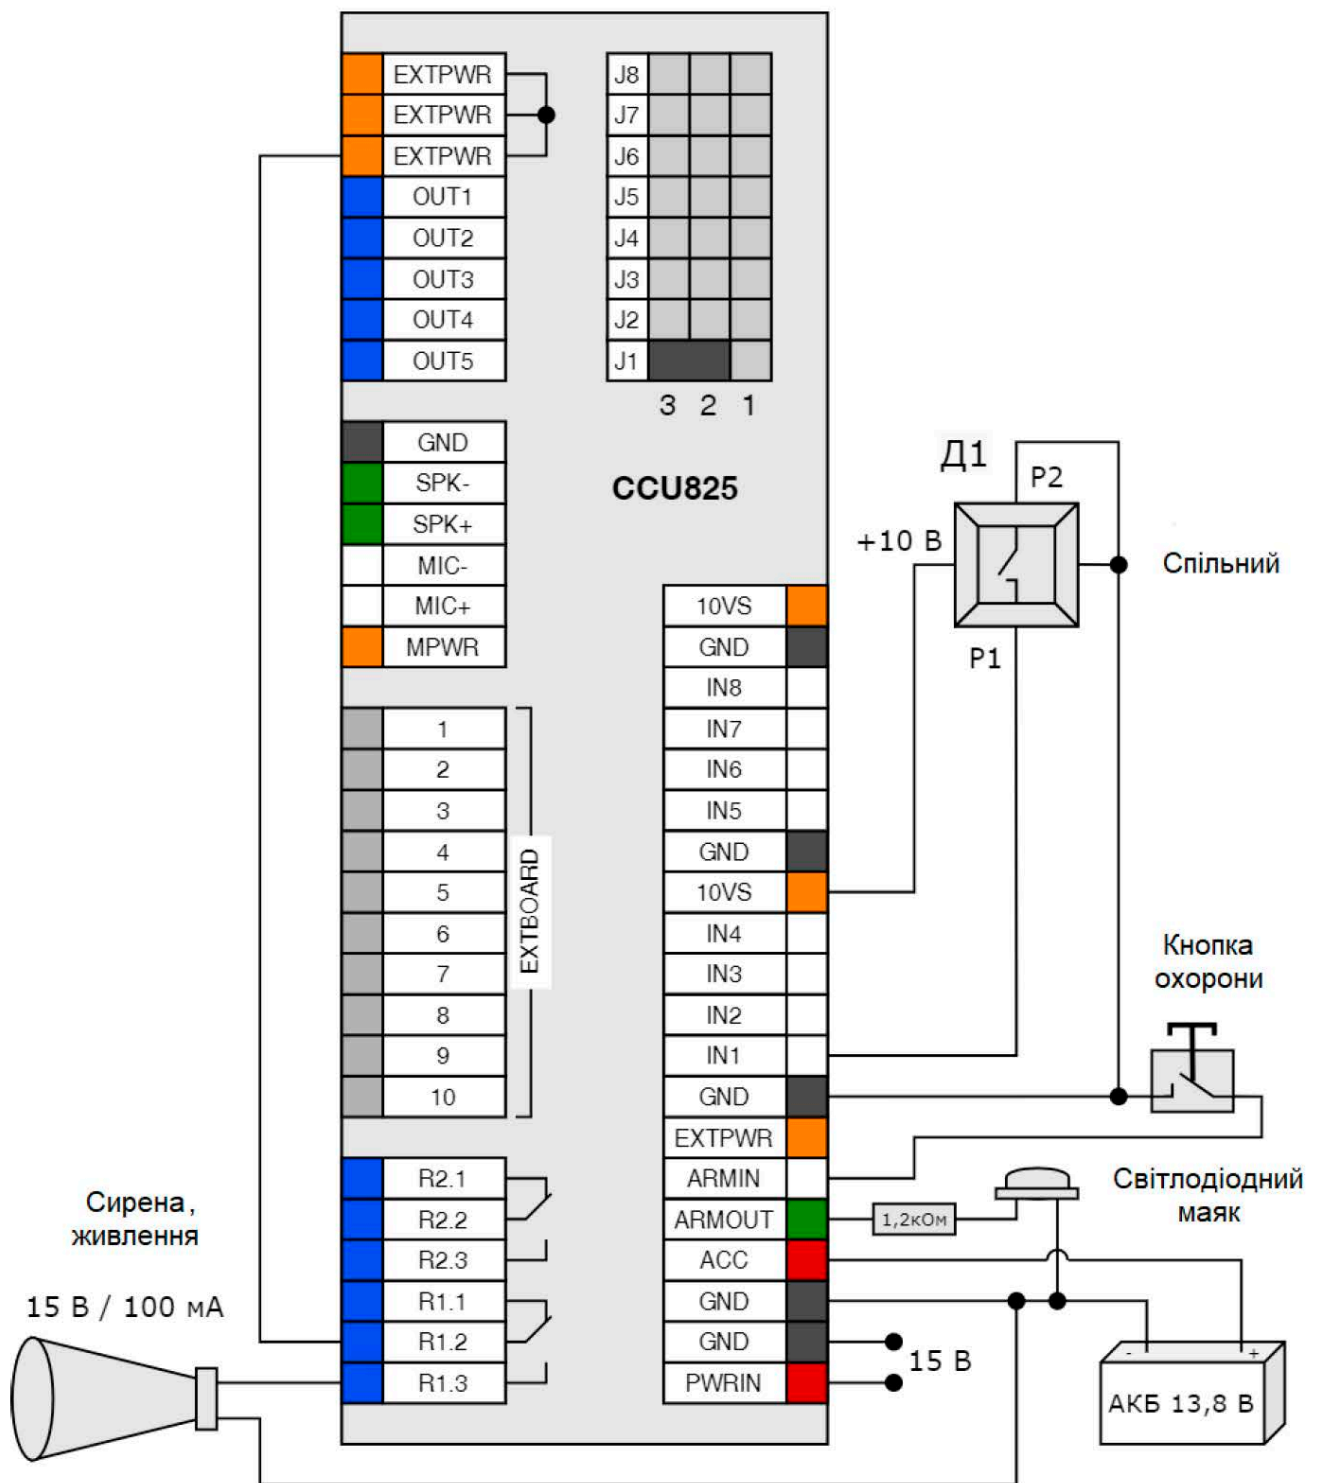 EXTPWR
EXTPWR
EXTPWR
OUT1
OUT2
OUT3
OUT4
OUT5
J8
J7
J6
J5
J4
J3
J2
J1
3 2 1
GND
SPK-
SPK+
MIC-
MIC+
MPWR
CCU825
1
2
3
4
5
6
7
8
9
10
EXTBOARD
R2.1
R2.2
R2.3
R1.1
R1.2
R1.3
Сирена,
живлення
15 В / 100 мА
10VS
GND
IN8
IN7
IN6
IN5
GND
10VS
IN4
IN3
IN2
IN1
GND
EXTPWR
ARMIN
ARMOUT
ACC
GND
GND
PWRIN
Д1
P2
+10 В
Спільний
P1
Кнопка
охорони
Світлодіодний
маяк
1,2кОм
15 В
- +
АКБ 13,8 В